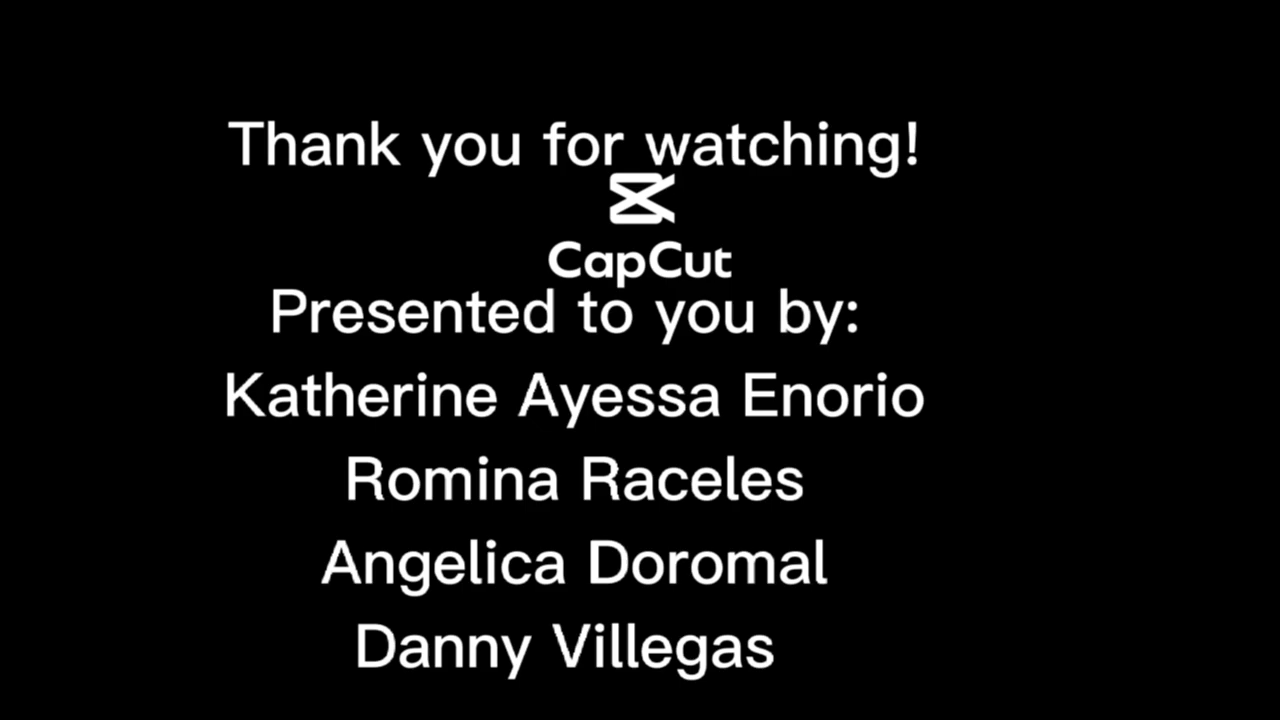 Thank you for watching!
CapCut
Presented to you by:
Katherine Ayessa Enorio
Romina Raceles
Angelica Doromal
Danny Villegas